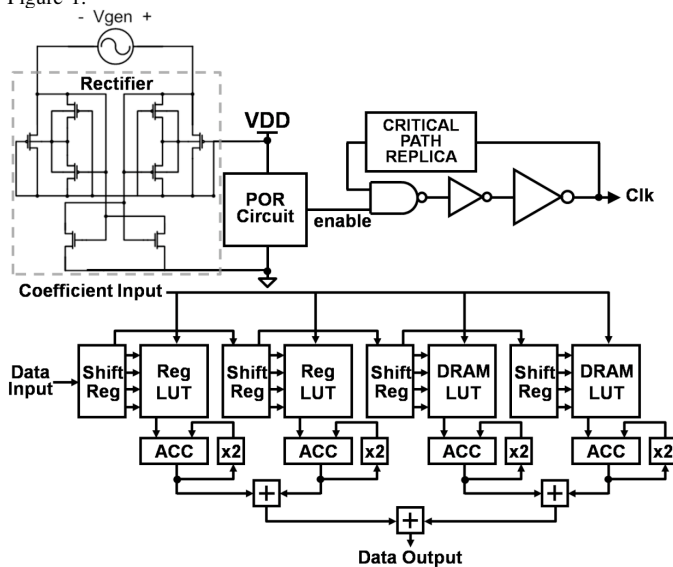 Figure 1.
- Vgen +
Rectifier
VDD
POR
Circuit
enable
CRITICAL
PATH
REPLICA
Clk
Coefficient Input
Data
Input
Shift
Reg
Reg
LUT
Shift
Reg
Reg
LUT
Shift
Reg
DRAM
LUT
Shift
Reg
DRAM
LUT
ACC
x2
ACC
x2
ACC
x2
ACC
x2
+
+
+
Data Output